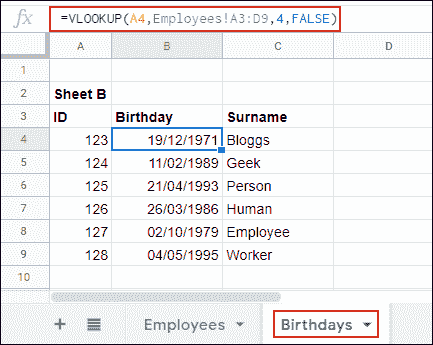 fx =VLOOKUP(A4,Employees!A3:D9,4,FALSE)
A B C D
1
2 Sheet B
3 ID Birthday Surname
4 123 19/12/1971 Bloggs
5 124 11/02/1989 Geek
6 125 21/04/1993 Person
7 126 26/03/1986 Human
8 127 02/10/1979 Employee
9 128 04/05/1995 Worker
10
Employees Birthdays